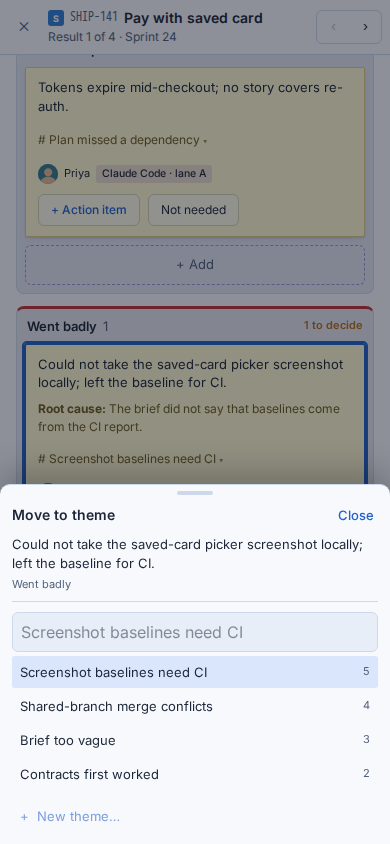 S SHIP-141 Pay with saved card
Result 1 of 4 · Sprint 24
Tokens expire mid-checkout; no story covers re-
auth.
# Plan missed a dependency
Priya Claude Code · lane A
+ Action item Not needed
+ Add
Went badly 1 1 to decide
Could not take the saved-card picker screenshot
locally; left the baseline for CI.
Root cause: The brief did not say that baselines come
from the CI report.
# Screenshot baselines need CI
Move to theme Close
Could not take the saved-card picker screenshot locally;
left the baseline for CI.
Went badly
Screenshot baselines need CI
Screenshot baselines need CI 5
Shared-branch merge conflicts 4
Brief too vague 3
Contracts first worked 2
+ New theme...